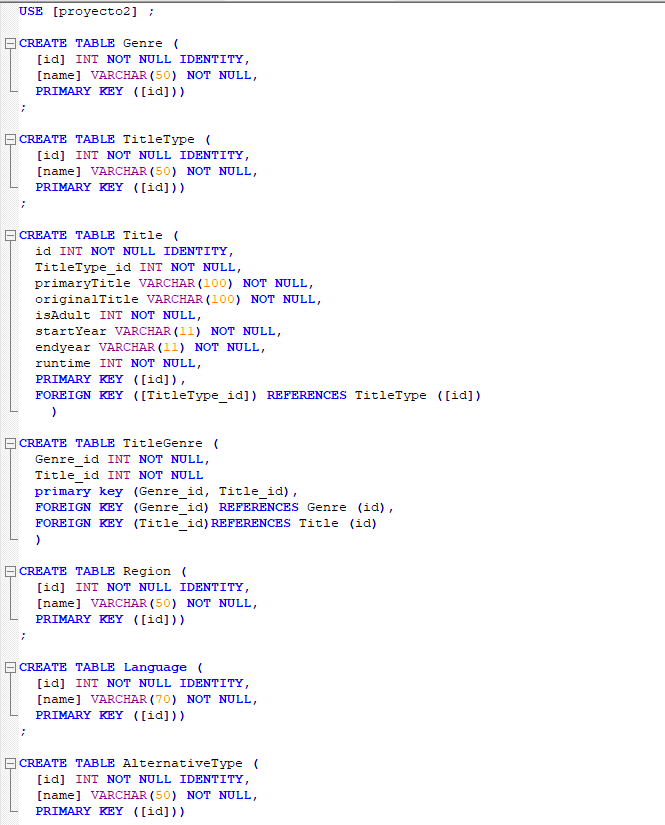 USE [proyecto2] ;
CREATE TABLE Genre (
[id] INT NOT NULL IDENTITY,
[name] VARCHAR(50) NOT NULL,
PRIMARY KEY ([id]))
;
CREATE TABLE TitleType (
[id] INT NOT NULL IDENTITY,
[name] VARCHAR(50) NOT NULL,
PRIMARY KEY ([id]))
;
CREATE TABLE Title (
id INT NOT NULL IDENTITY,
TitleType_id INT NOT NULL,
primaryTitle VARCHAR(100) NOT NULL,
originalTitle VARCHAR(100) NOT NULL,
isAdult INT NOT NULL,
startYear VARCHAR(11) NOT NULL,
endyear VARCHAR(11) NOT NULL,
runtime INT NOT NULL,
PRIMARY KEY ([id]),
FOREIGN KEY ([TitleType_id]) REFERENCES TitleType ([id])
)
CREATE TABLE TitleGenre (
Genre_id INT NOT NULL,
Title_id INT NOT NULL
primary key (Genre_id, Title_id),
FOREIGN KEY (Genre_id) REFERENCES Genre (id),
FOREIGN KEY (Title_id)REFERENCES Title (id)
)
CREATE TABLE Region (
[id] INT NOT NULL IDENTITY,
[name] VARCHAR(50) NOT NULL,
PRIMARY KEY ([id]))
;
CREATE TABLE Language (
[id] INT NOT NULL IDENTITY,
[name] VARCHAR(70) NOT NULL,
PRIMARY KEY ([id]))
;
CREATE TABLE AlternativeType (
[id] INT NOT NULL IDENTITY,
[name] VARCHAR(50) NOT NULL,
PRIMARY KEY ([id]))